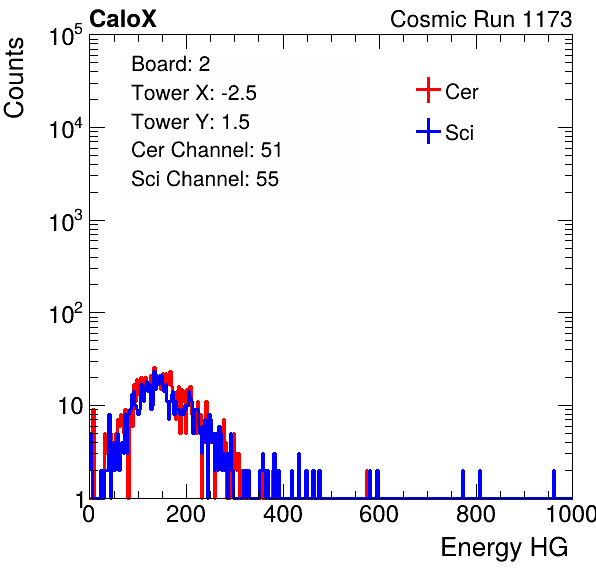 CaloX Cosmic Run 1173
Counts
Board: 2
Tower X: -2.5
Tower Y: 1.5
Cer Channel: 51
Sci Channel: 55
Cer
Sci
10^5
10^4
10^3
10^2
10
1
0 200 400 600 800 1000
Energy HG